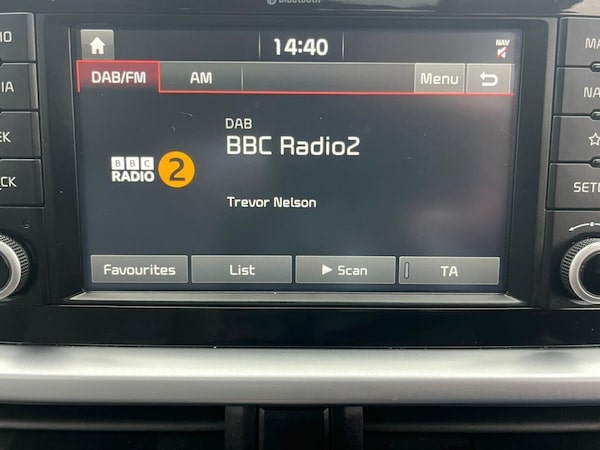 Bluetooth
14:40
NAV
DAB/FM
AM
Menu
DAB
BBC Radio2
BBC
RADIO 2
Trevor Nelson
Favourites
List
Scan
TA